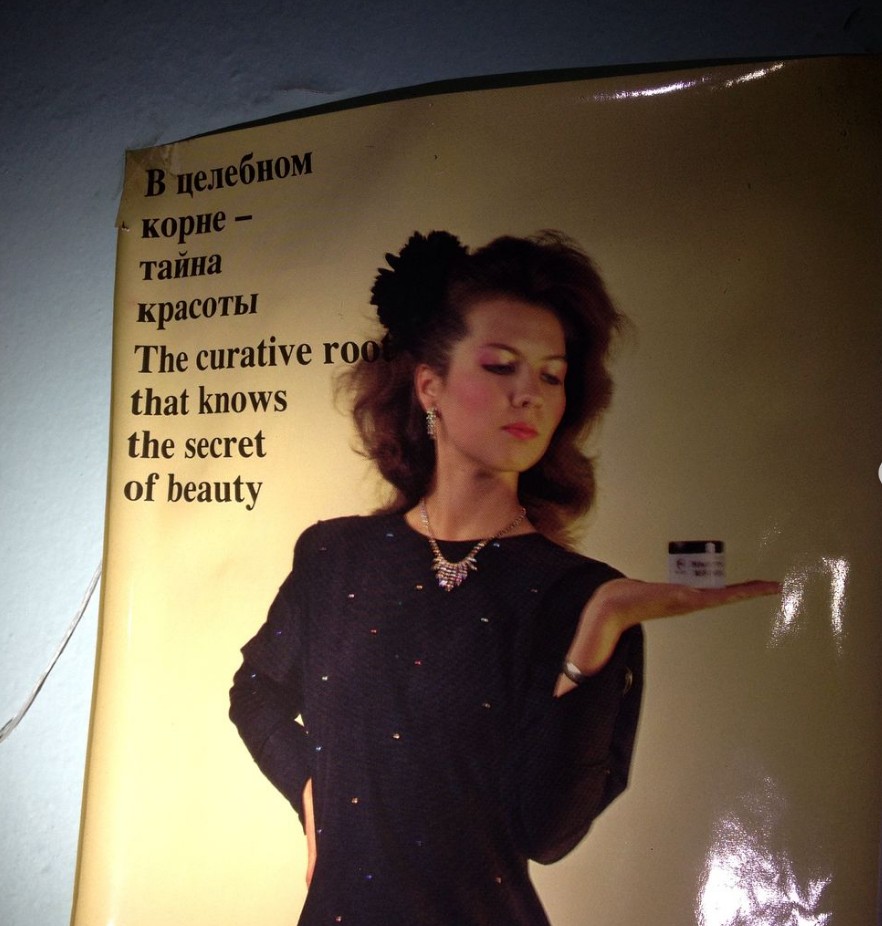 В целебном
корне –
тайна
красоты
The curative root
that knows
the secret
of beauty